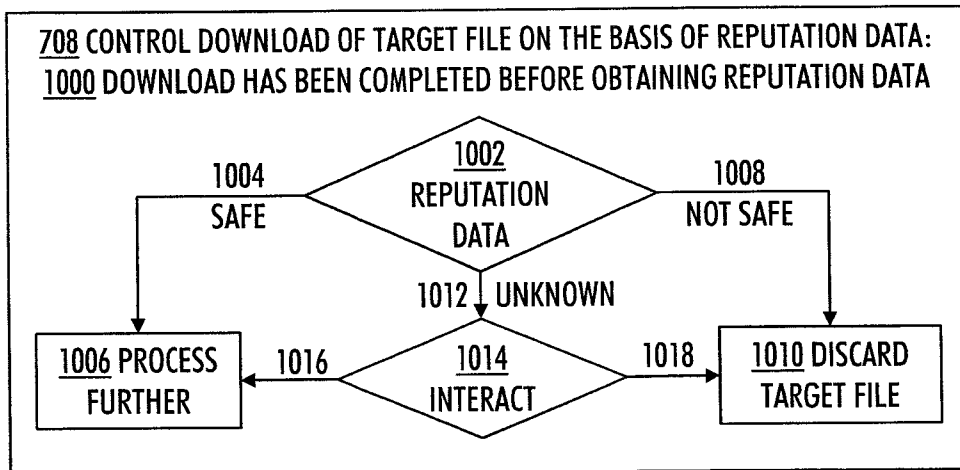 708 CONTROL DOWNLOAD OF TARGET FILE ON THE BASIS OF REPUTATION DATA:
1000 DOWNLOAD HAS BEEN COMPLETED BEFORE OBTAINING REPUTATION DATA
1002
REPUTATION
DATA
1004
SAFE
1008
NOT SAFE
1012 UNKNOWN
1006 PROCESS
FURTHER
1016
1014
INTERACT
1018
1010 DISCARD
TARGET FILE